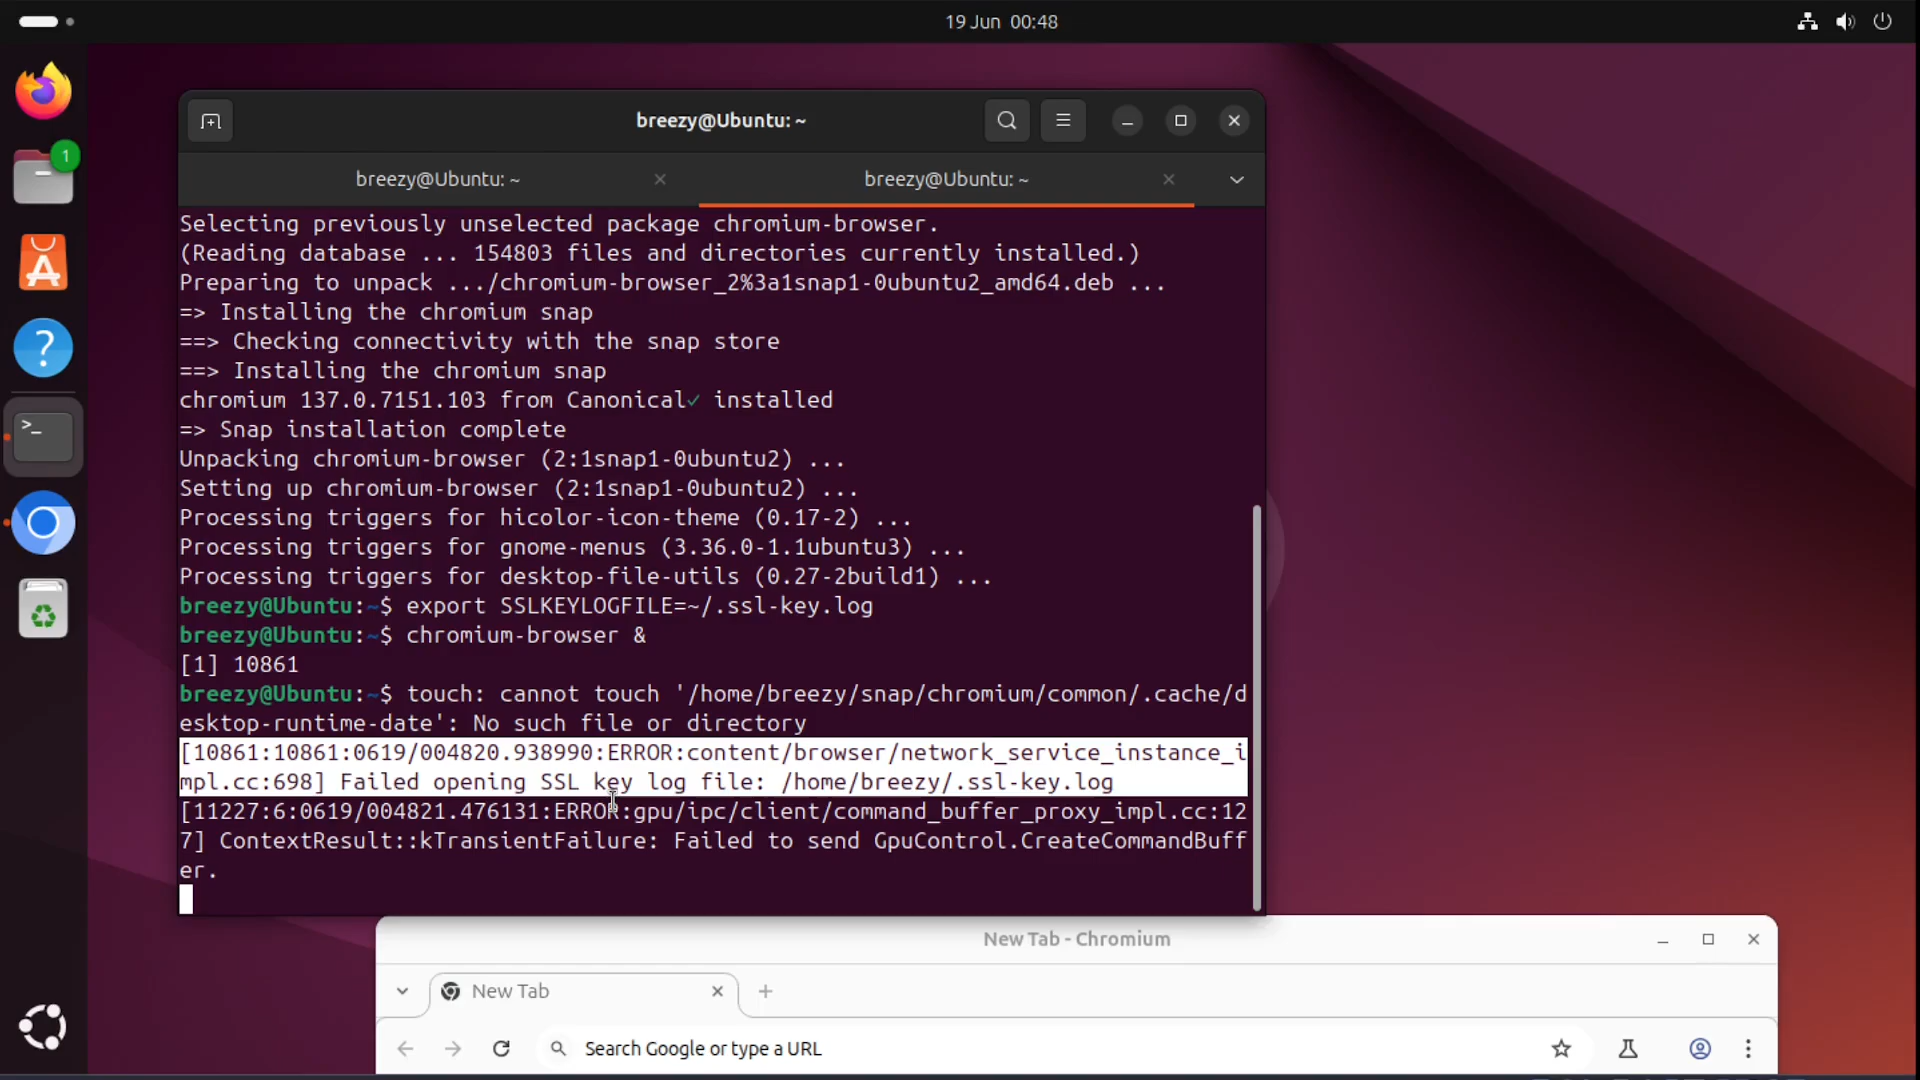 19 Jun 00:48
1
breezy@Ubuntu: ~
breezy@Ubuntu: ~
breezy@Ubuntu: ~
Selecting previously unselected package chromium-browser.
(Reading database ... 154803 files and directories currently installed.)
Preparing to unpack .../chromium-browser_2%3a1snap1-0ubuntu2_amd64.deb ...
=> Installing the chromium snap
==> Checking connectivity with the snap store
==> Installing the chromium snap
chromium 137.0.7151.103 from Canonical✓ installed
=> Snap installation complete
Unpacking chromium-browser (2:1snap1-0ubuntu2) ...
Setting up chromium-browser (2:1snap1-0ubuntu2) ...
Processing triggers for hicolor-icon-theme (0.17-2) ...
Processing triggers for gnome-menus (3.36.0-1.1ubuntu3) ...
Processing triggers for desktop-file-utils (0.27-2build1) ...
breezy@Ubuntu:~$ export SSLKEYLOGFILE=~/.ssl-key.log
breezy@Ubuntu:~$ chromium-browser &
[1] 10861
breezy@Ubuntu:~$ touch: cannot touch '/home/breezy/snap/chromium/common/.cache/d
esktop-runtime-date': No such file or directory
[10861:10861:0619/004820.938990:ERROR:content/browser/network_service_instance_i
mpl.cc:698] Failed opening SSL key log file: /home/breezy/.ssl-key.log
[11227:6:0619/004821.476131:ERROR:gpu/ipc/client/command_buffer_proxy_impl.cc:12
7] ContextResult::kTransientFailure: Failed to send GpuControl.CreateCommandBuff
er.
New Tab - Chromium
New Tab
Search Google or type a URL